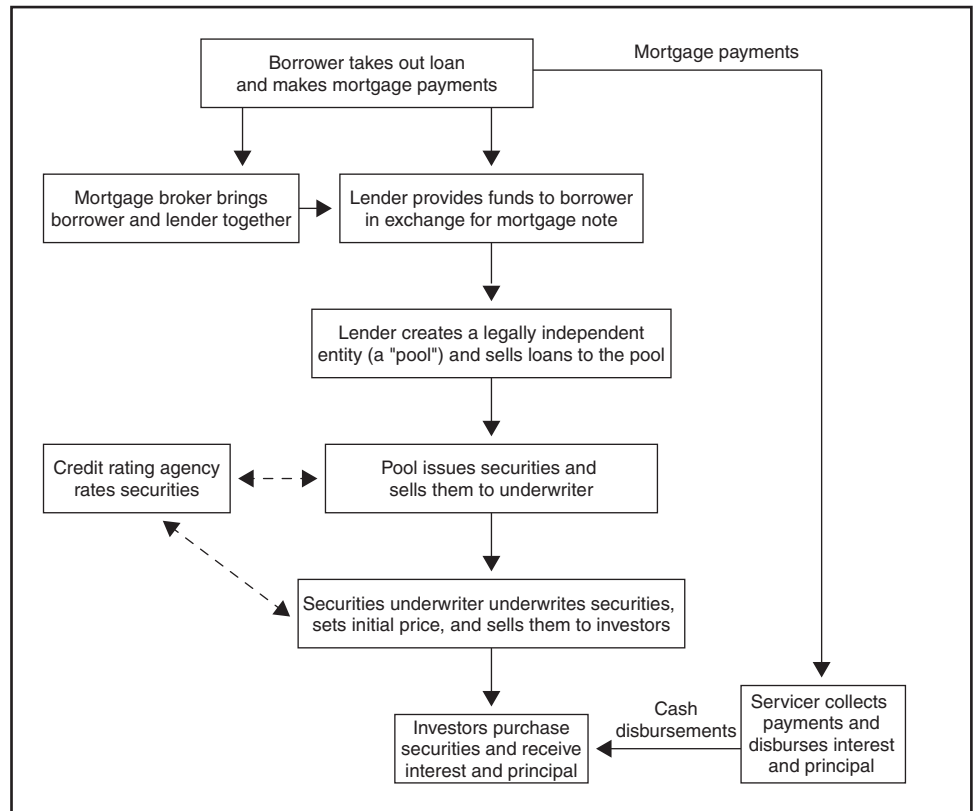 Borrower takes out loan
and makes mortgage payments
Mortgage payments
Mortgage broker brings
borrower and lender together
Lender provides funds to borrower
in exchange for mortgage note
Lender creates a legally independent
entity (a "pool") and sells loans to the pool
Credit rating agency
rates securities
Pool issues securities and
sells them to underwriter
Securities underwriter underwrites securities,
sets initial price, and sells them to investors
Investors purchase
securities and receive
interest and principal
Cash
disbursements
Servicer collects
payments and
disburses interest
and principal